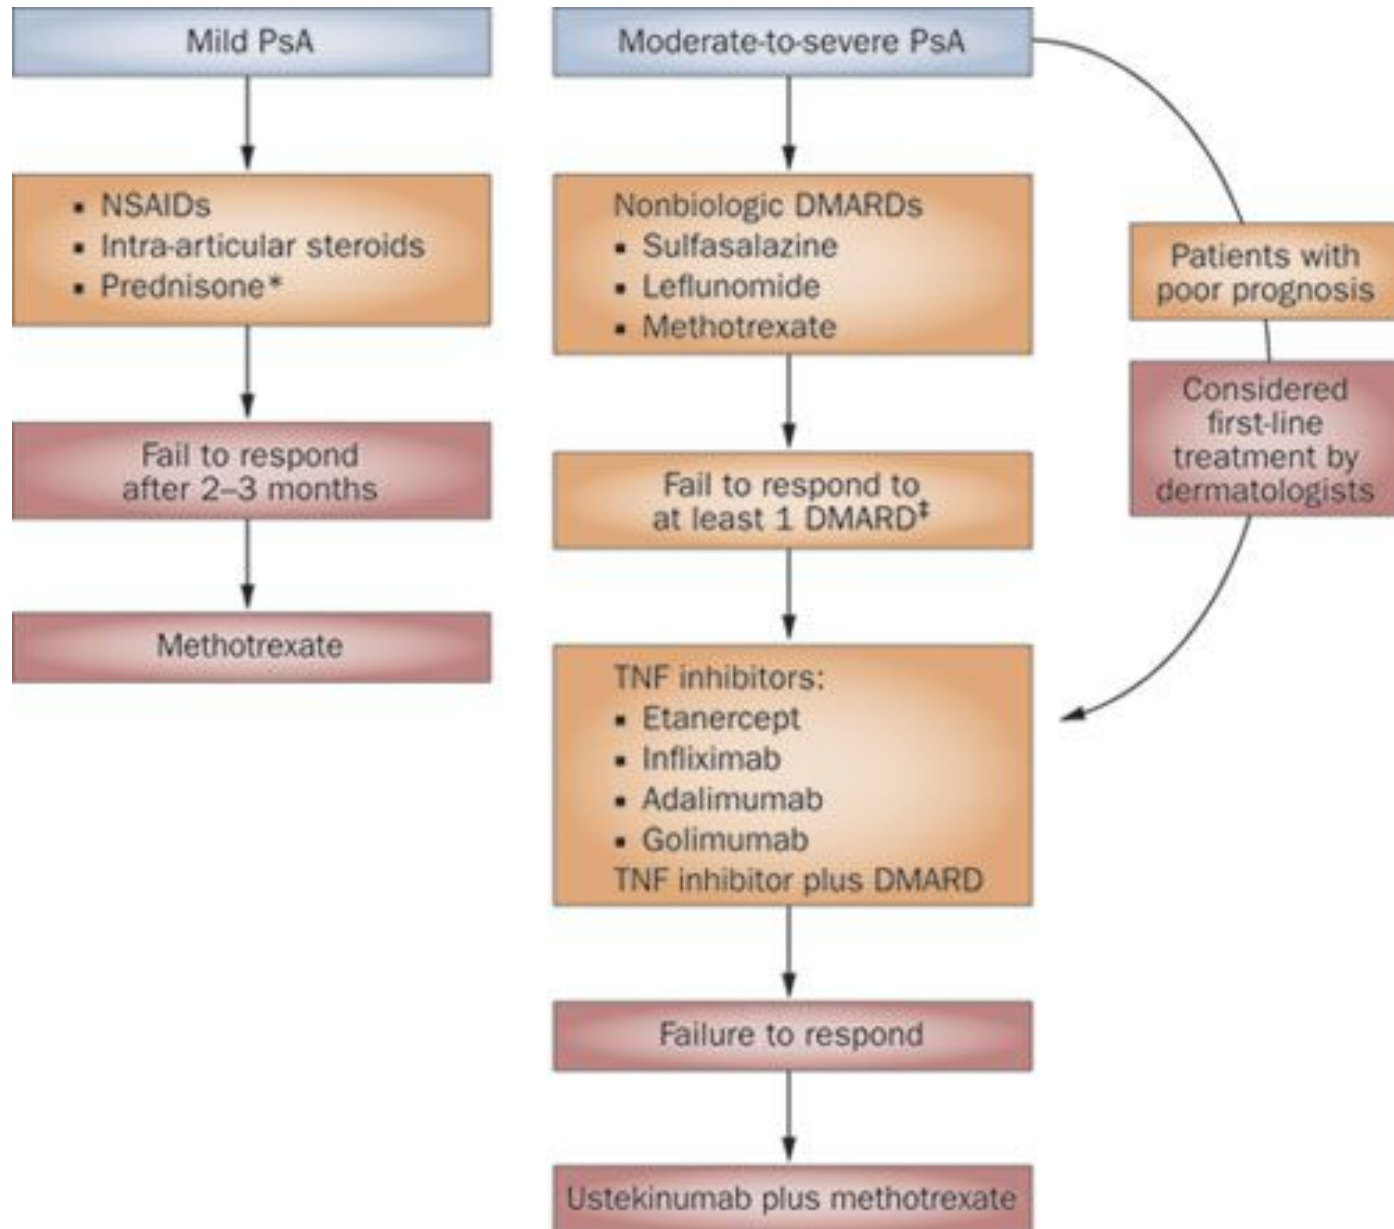 Mild PsA
▪ NSAIDs
▪ Intra-articular steroids
▪ Prednisone*
Fail to respond
after 2–3 months
Methotrexate
Moderate-to-severe PsA
Nonbiologic DMARDs
▪ Sulfasalazine
▪ Leflunomide
▪ Methotrexate
Fail to respond to
at least 1 DMARD‡
TNF inhibitors:
▪ Etanercept
▪ Infliximab
▪ Adalimumab
▪ Golimumab
TNF inhibitor plus DMARD
Failure to respond
Ustekinumab plus methotrexate
Patients with
poor prognosis
Considered
first-line
treatment by
dermatologists